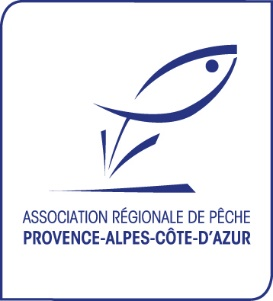 ASSOCIATION RÉGIONALE DE PÊCHE
PROVENCE-ALPES-CÔTE-D'AZUR